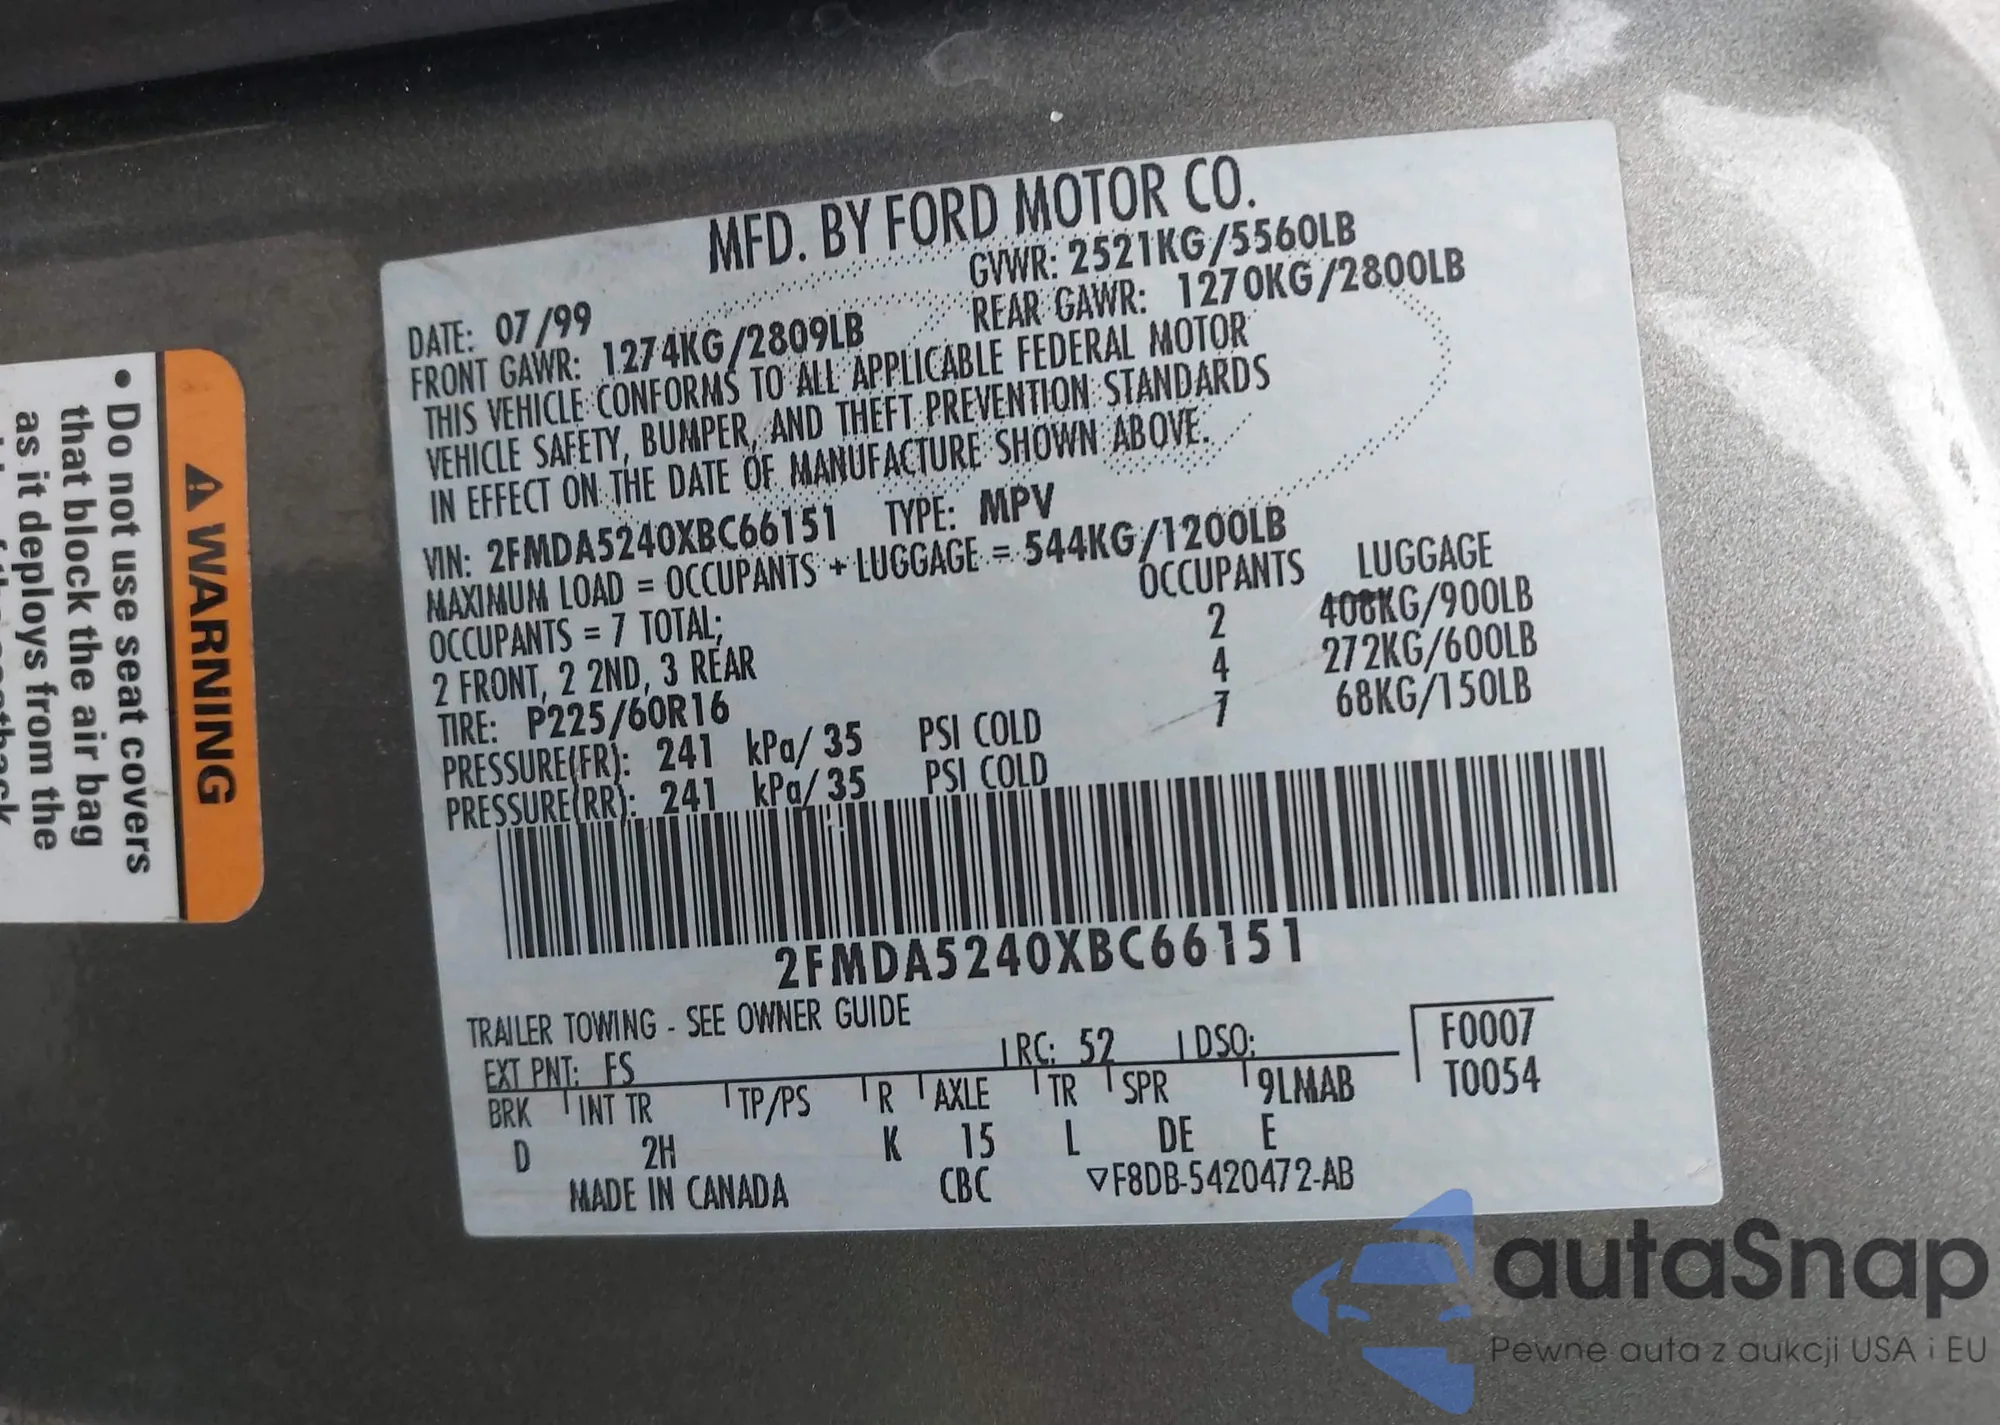 MFD. BY FORD MOTOR CO.
DATE: 07/99 GVWR: 2521KG/5560LB
FRONT GAWR: 1274KG/2809LB REAR GAWR: 1270KG/2800LB
THIS VEHICLE CONFORMS TO ALL APPLICABLE FEDERAL MOTOR
VEHICLE SAFETY, BUMPER, AND THEFT PREVENTION STANDARDS
IN EFFECT ON THE DATE OF MANUFACTURE SHOWN ABOVE.
VIN: 2FMDA5240XBC66151 TYPE: MPV
MAXIMUM LOAD = OCCUPANTS + LUGGAGE = 544KG/1200LB
OCCUPANTS = 7 TOTAL; OCCUPANTS LUGGAGE
2 FRONT, 2 2ND, 3 REAR 2 408KG/900LB
4 272KG/600LB
TIRE: P225/60R16 7 68KG/150LB
PRESSURE(FR): 241 kPa/ 35 PSI COLD
PRESSURE(RR): 241 kPa/ 35 PSI COLD
2FMDA5240XBC66151
TRAILER TOWING - SEE OWNER GUIDE
EXT PNT: FS RC: 52 DSO: F0007
BRK INT TR TP/PS R AXLE TR SPR 9LMAB T0054
D 2H K 15 L DE E
MADE IN CANADA CBC ▽F8DB-5420472-AB
⚠ WARNING
• Do not use seat covers
that block the air bag
as it deploys from the
autaSnap
Pewne auta z aukcji USA i EU